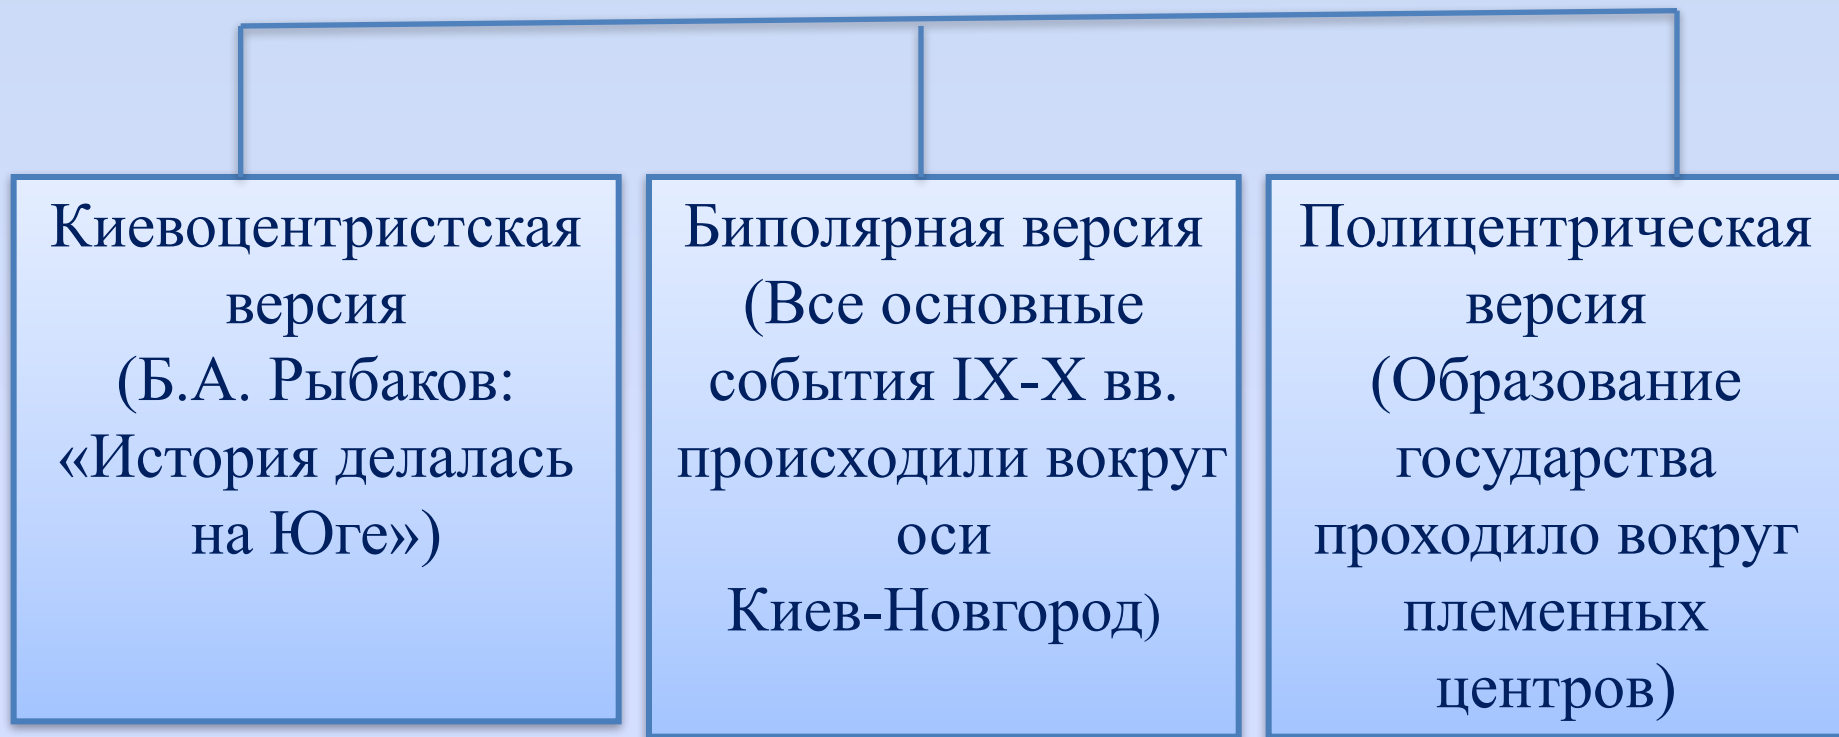 Киевоцентристская
версия
(Б.А. Рыбаков:
«История делалась
на Юге»)
Биполярная версия
(Все основные
события IX-X вв.
происходили вокруг
оси
Киев-Новгород)
Полицентрическая
версия
(Образование
государства
проходило вокруг
племенных
центров)